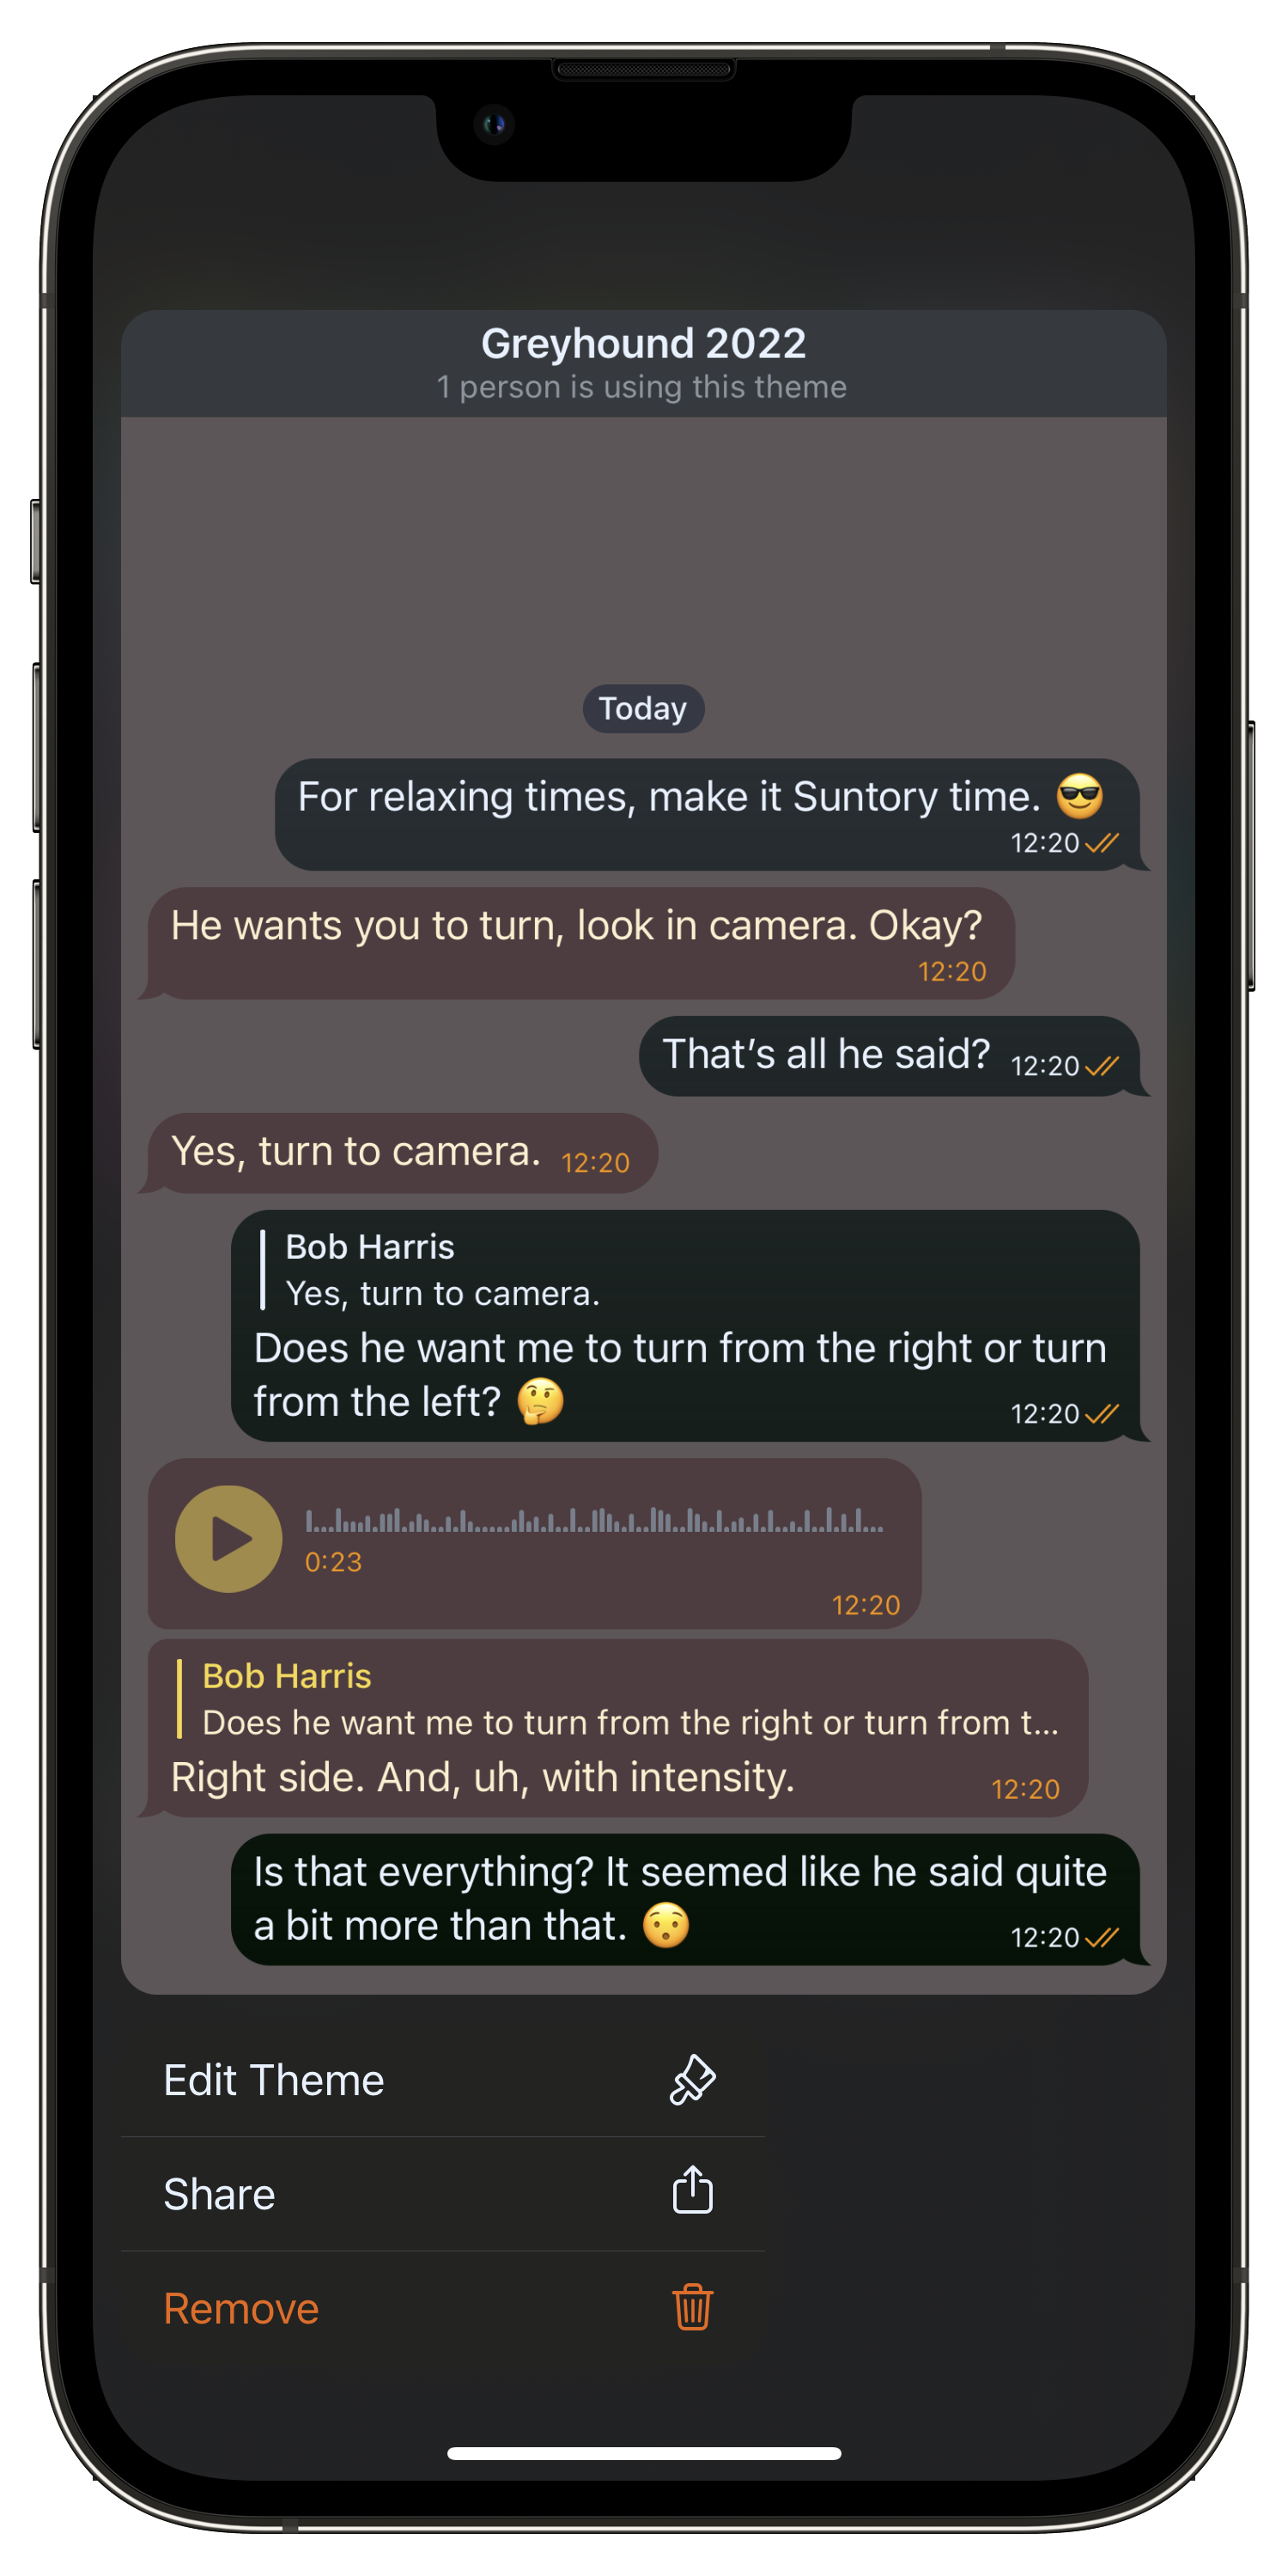 Greyhound 2022
1 person is using this theme
Today
For relaxing times, make it Suntory time. 😎
12:20
He wants you to turn, look in camera. Okay?
12:20
That’s all he said? 12:20
Yes, turn to camera. 12:20
Bob Harris
Yes, turn to camera.
Does he want me to turn from the right or turn
from the left? 🤔 12:20
0:23
12:20
Bob Harris
Does he want me to turn from the right or turn from t...
Right side. And, uh, with intensity. 12:20
Is that everything? It seemed like he said quite
a bit more than that. 😯 12:20
Edit Theme
Share
Remove